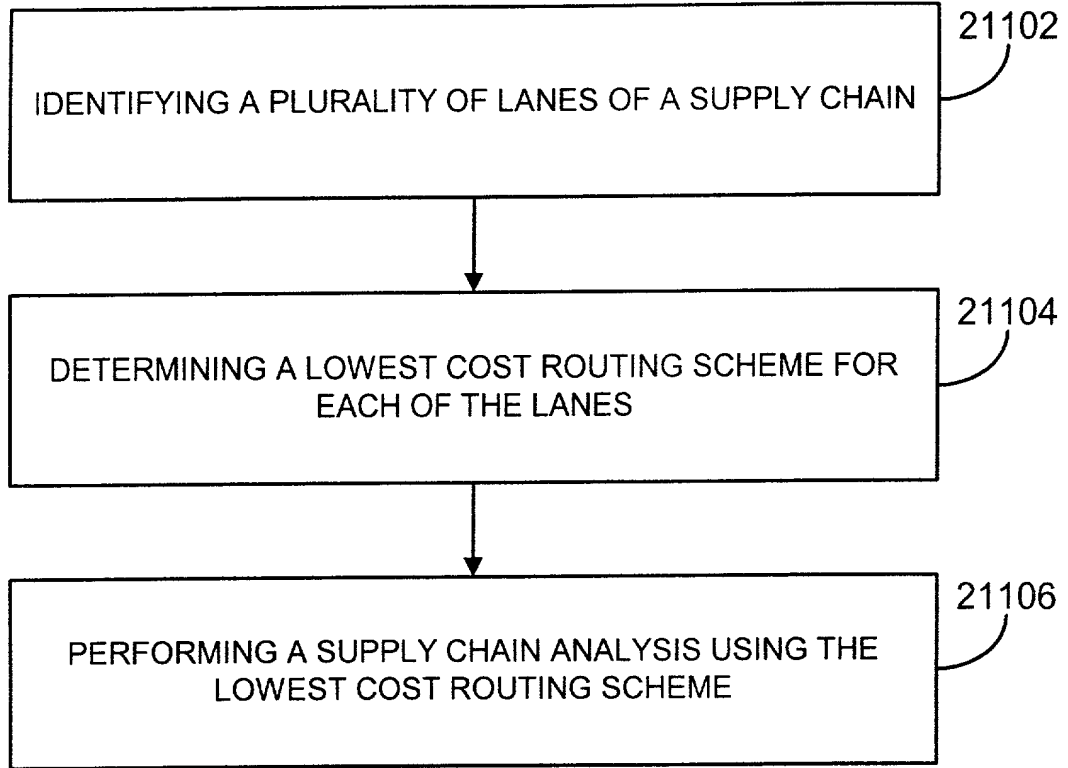 21102
IDENTIFYING A PLURALITY OF LANES OF A SUPPLY CHAIN
21104
DETERMINING A LOWEST COST ROUTING SCHEME FOR
EACH OF THE LANES
21106
PERFORMING A SUPPLY CHAIN ANALYSIS USING THE
LOWEST COST ROUTING SCHEME